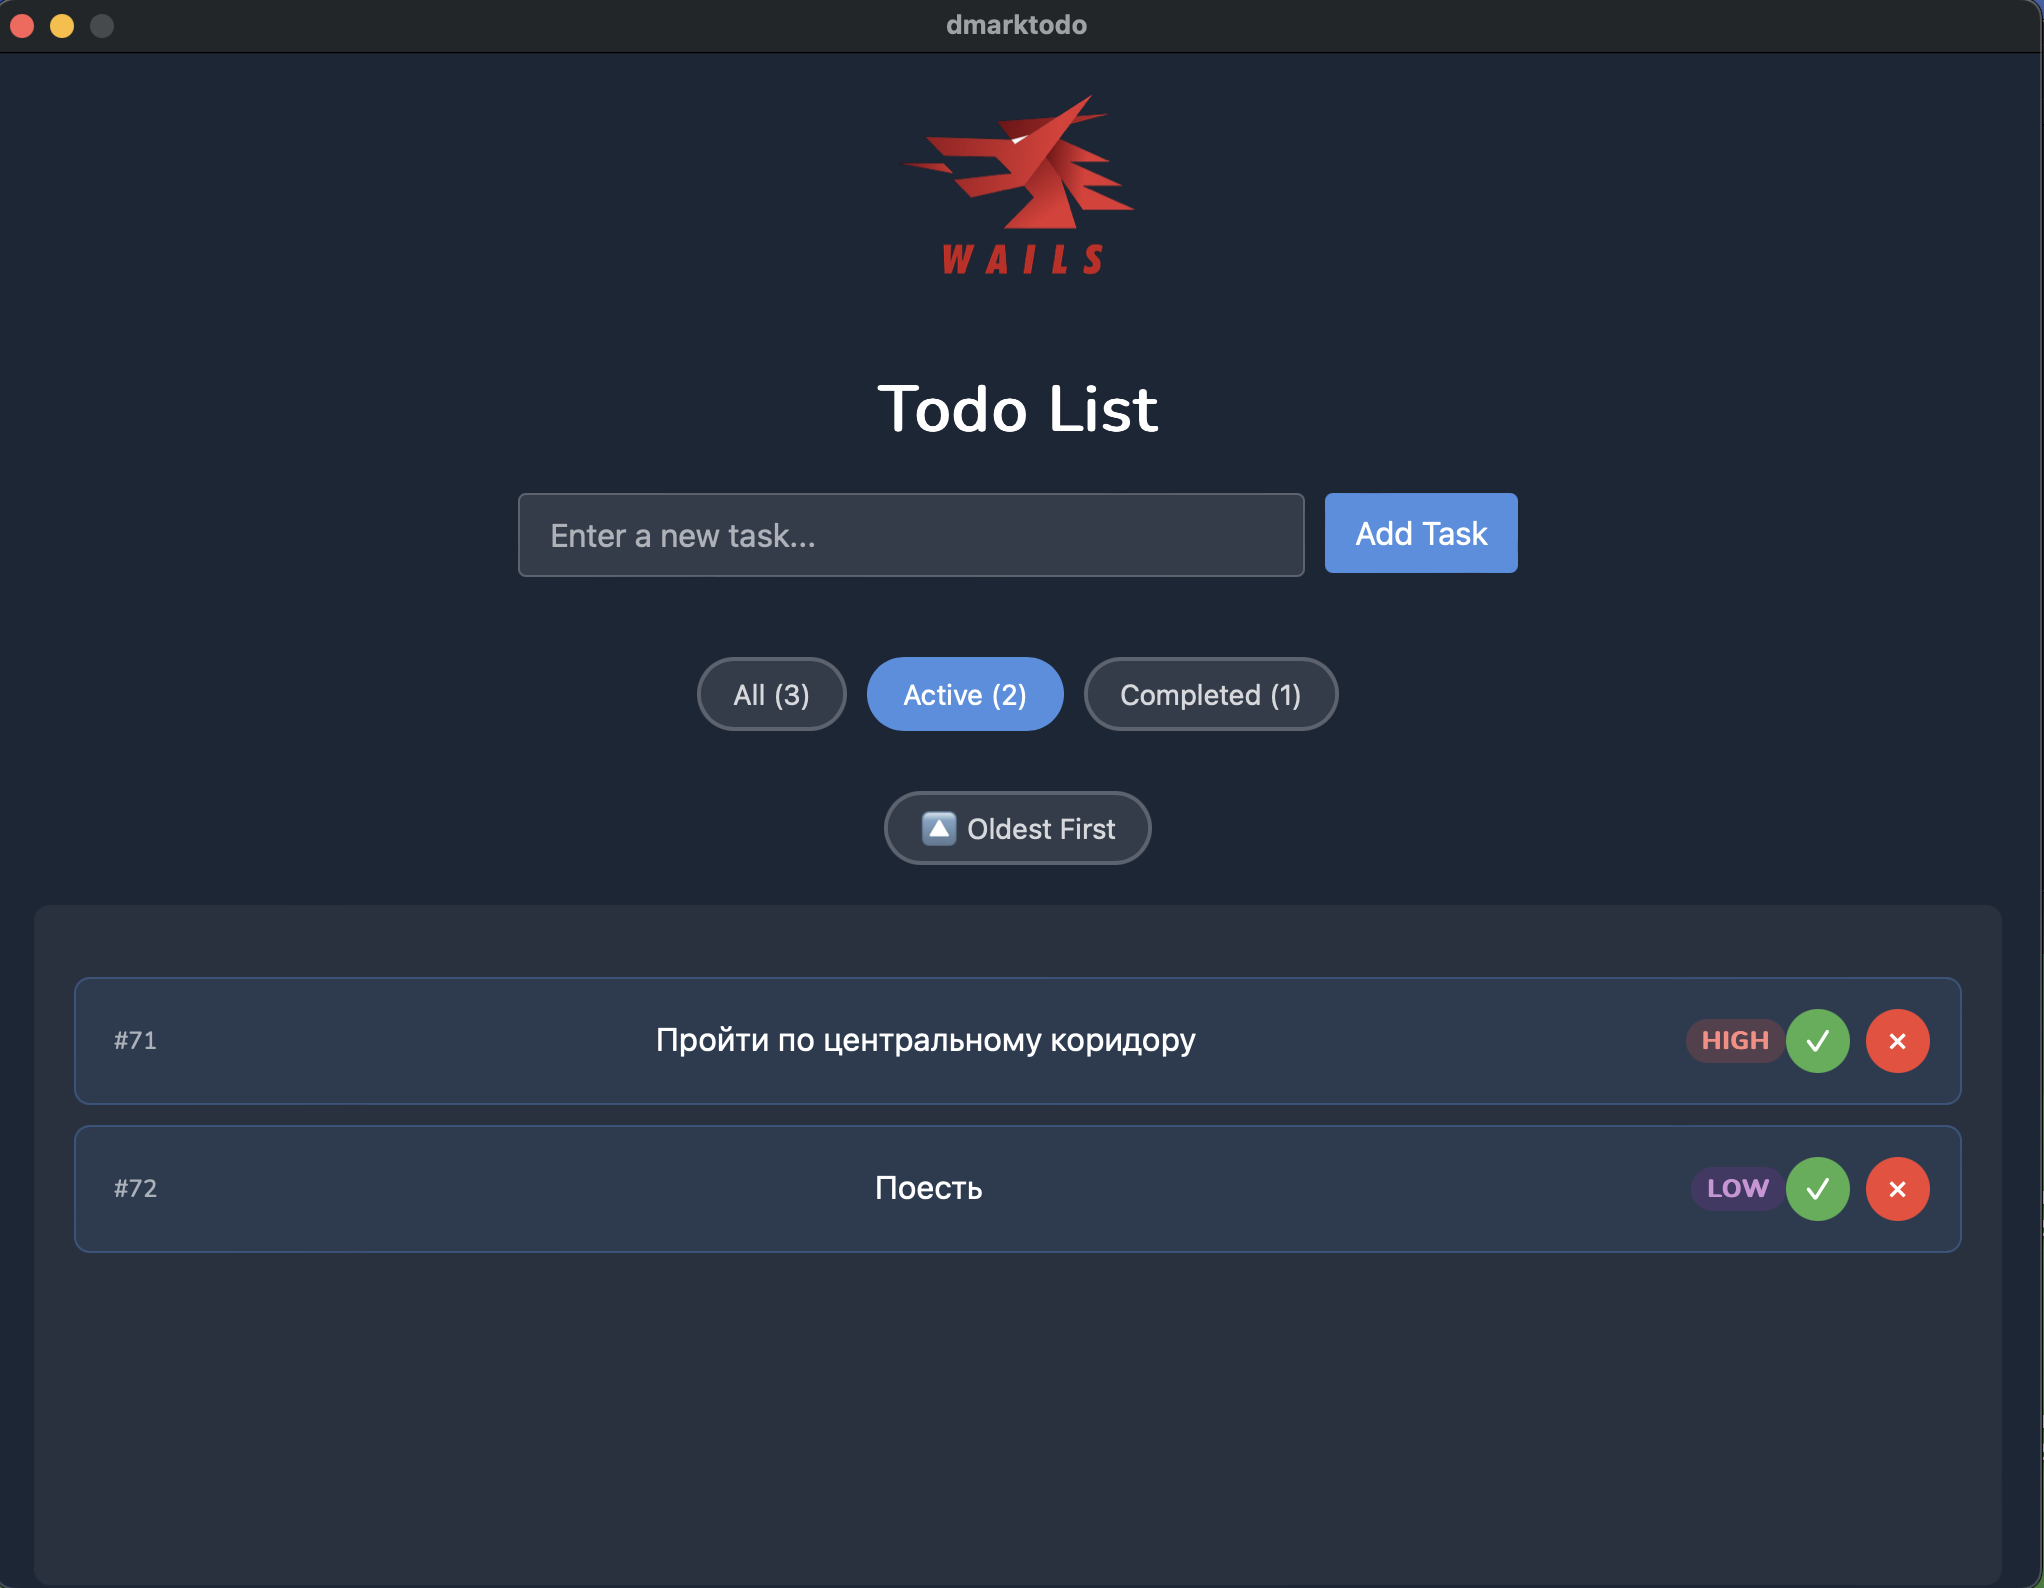 dmarktodo
WAILS
Todo List
Enter a new task...
Add Task
All (3)
Active (2)
Completed (1)
Oldest First
#71
Пройти по центральному коридору
HIGH
#72
Поесть
LOW